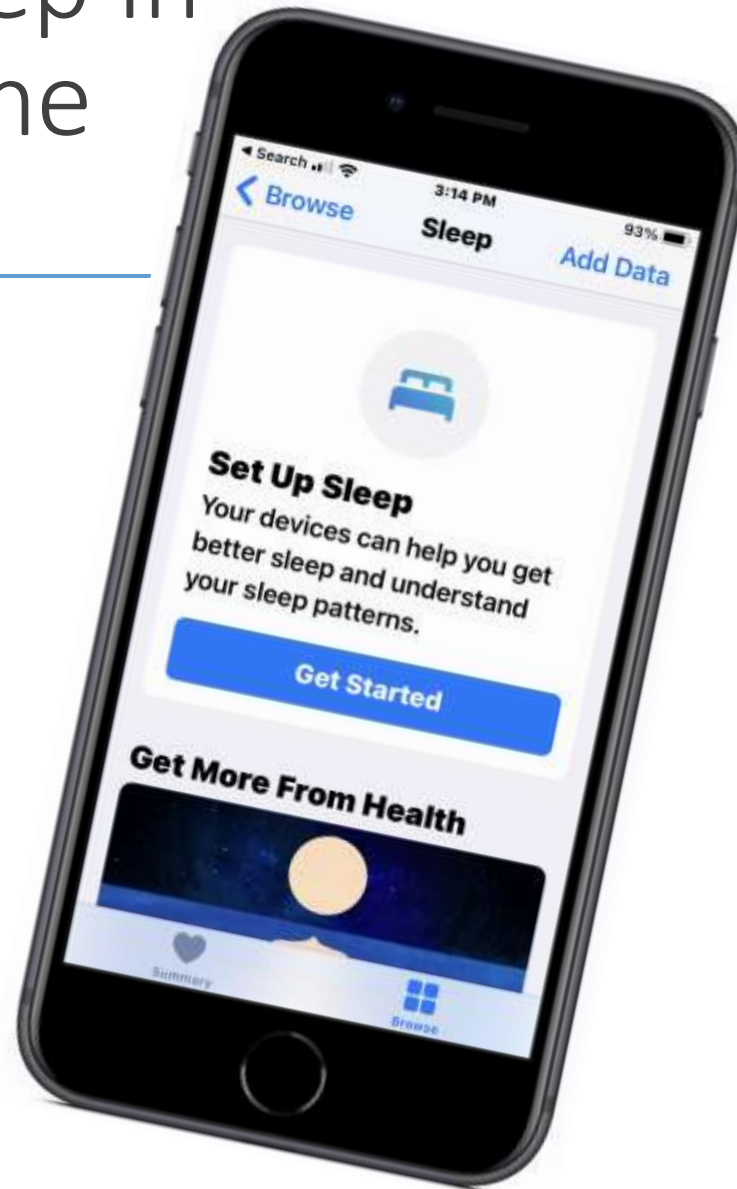 ep in
ne
◀ Search
3:14 PM
93%
Browse
Sleep
Add Data
Set Up Sleep
Your devices can help you get
better sleep and understand
your sleep patterns.
Get Started
Get More From Health
Summary
Browse